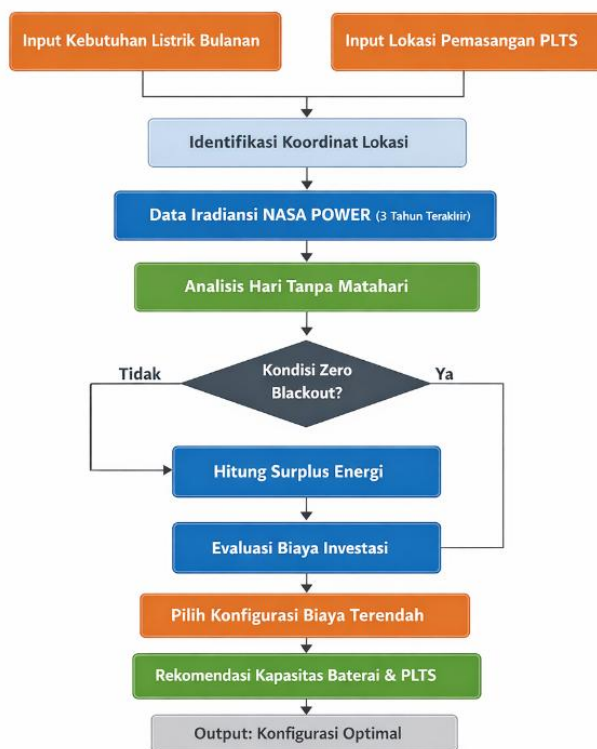 Input Kebutuhan Listrik Bulanan
Input Lokasi Pemasangan PLTS
Identifikasi Koordinat Lokasi
Data Iradiansi NASA POWER (3 Tahun Teraklıir)
Analisis Hari Tanpa Matahari
Kondisi Zero
Blackout?
Tidak
Ya
Hitung Surplus Energi
Evaluasi Biaya Investasi
Pilih Konfigurasi Biaya Terendah
Rekomendasi Kapasitas Baterai & PLTS
Output: Konfigurasi Optimal